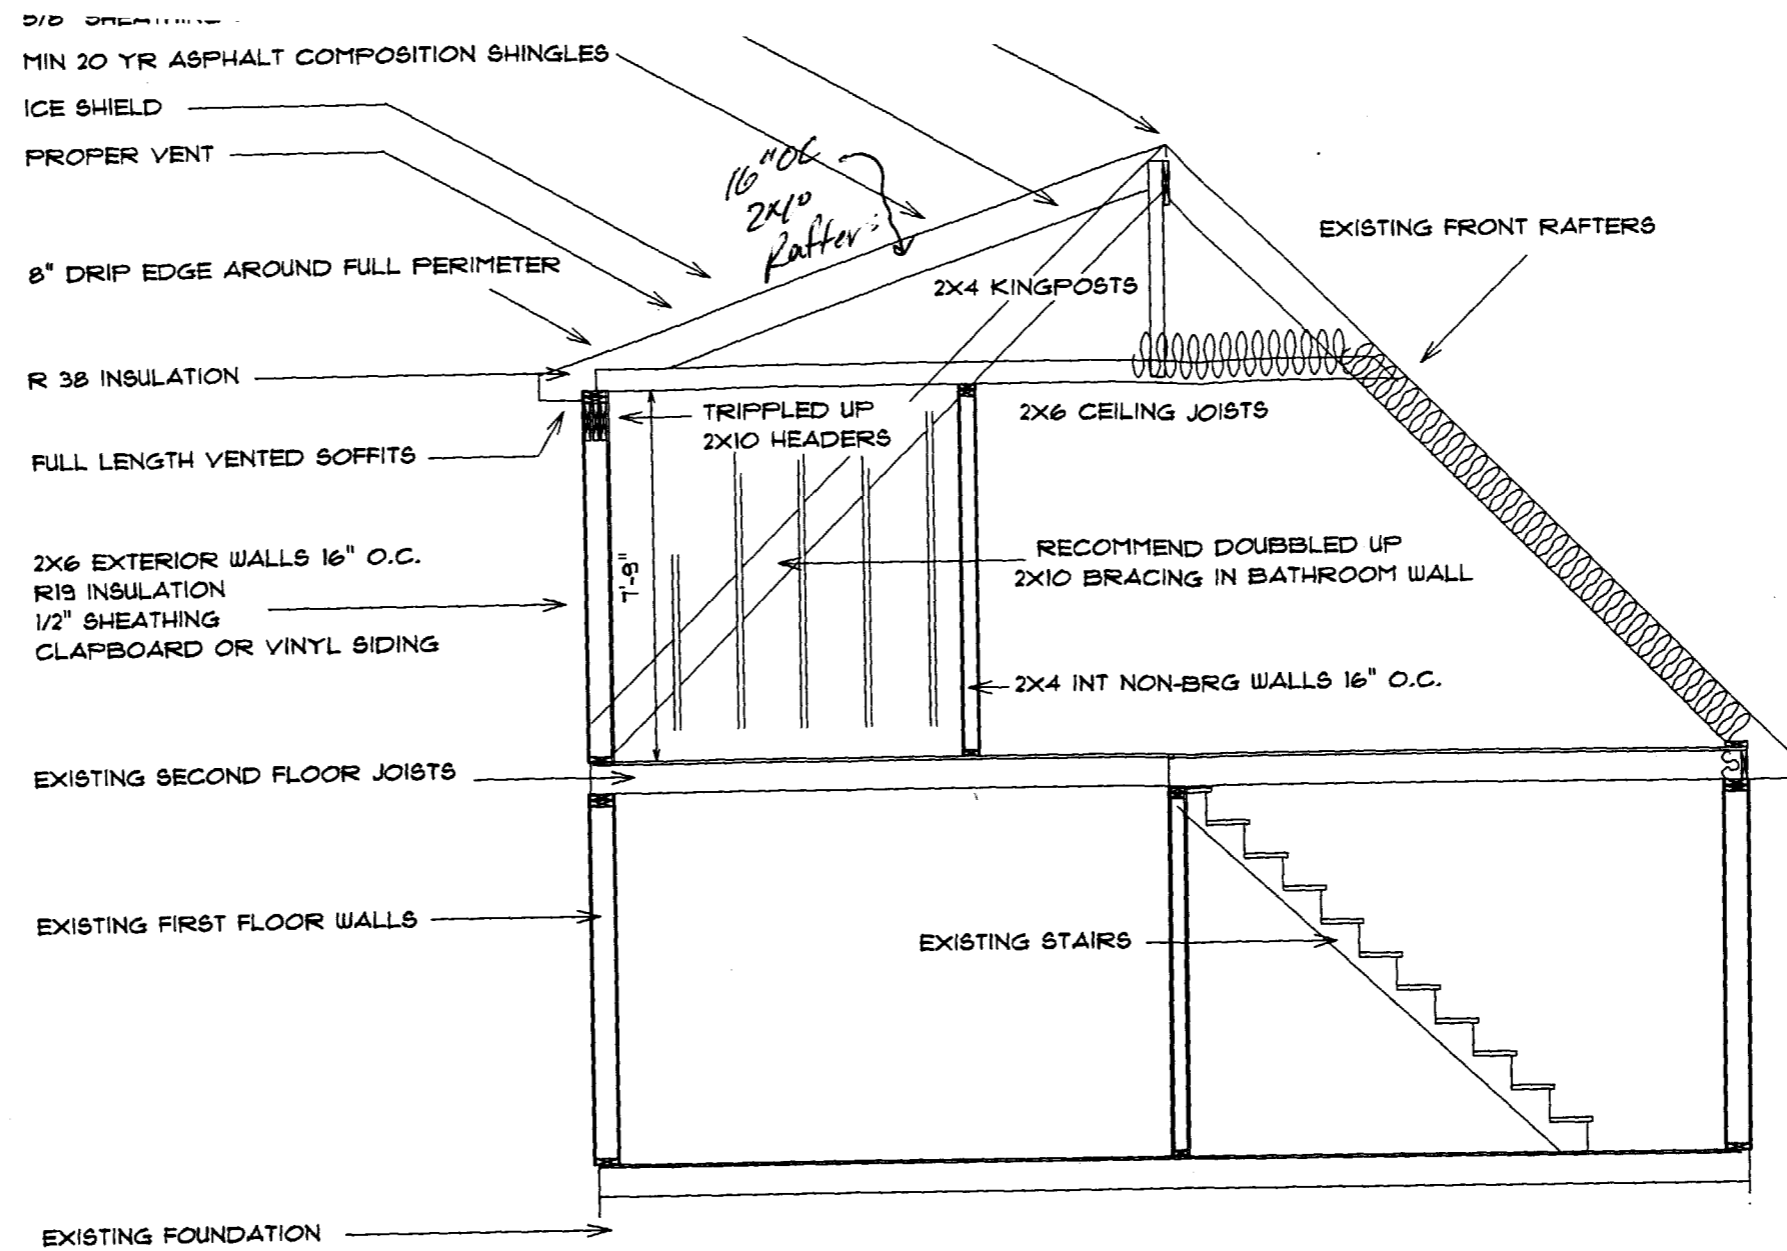 5/8" SHEATHING
MIN 20 YR ASPHALT COMPOSITION SHINGLES
ICE SHIELD
PROPER VENT
16" OC
2x10
Rafters
EXISTING FRONT RAFTERS
8" DRIP EDGE AROUND FULL PERIMETER
2X4 KINGPOSTS
R 38 INSULATION
TRIPPLED UP
2X10 HEADERS
2X6 CEILING JOISTS
FULL LENGTH VENTED SOFFITS
2X6 EXTERIOR WALLS 16" O.C.
R19 INSULATION
1/2" SHEATHING
CLAPBOARD OR VINYL SIDING
7'-9"
RECOMMEND DOUBBLED UP
2X10 BRACING IN BATHROOM WALL
2X4 INT NON-BRG WALLS 16" O.C.
EXISTING SECOND FLOOR JOISTS
EXISTING FIRST FLOOR WALLS
EXISTING STAIRS
EXISTING FOUNDATION